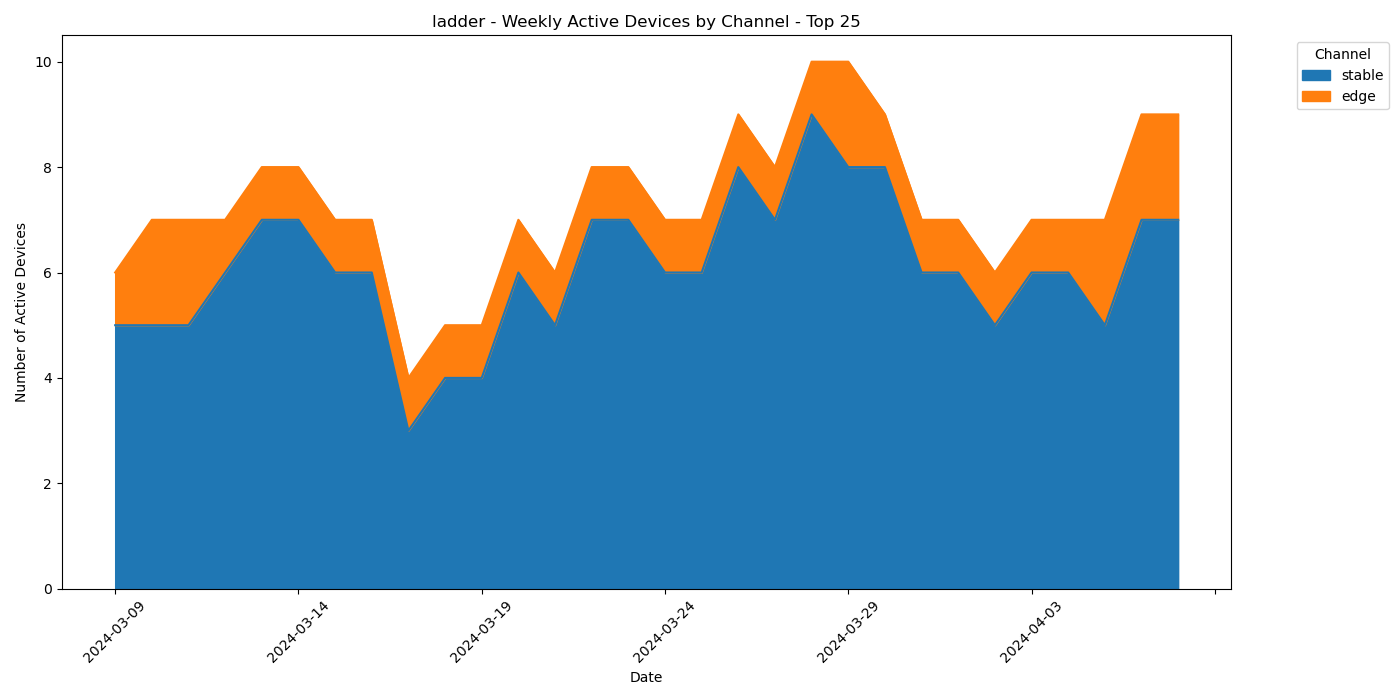 ladder - Weekly Active Devices by Channel - Top 25
Channel
stable
edge
Number of Active Devices
10
8
6
4
2
0
2024-03-09
2024-03-14
2024-03-19
2024-03-24
2024-03-29
2024-04-03
Date